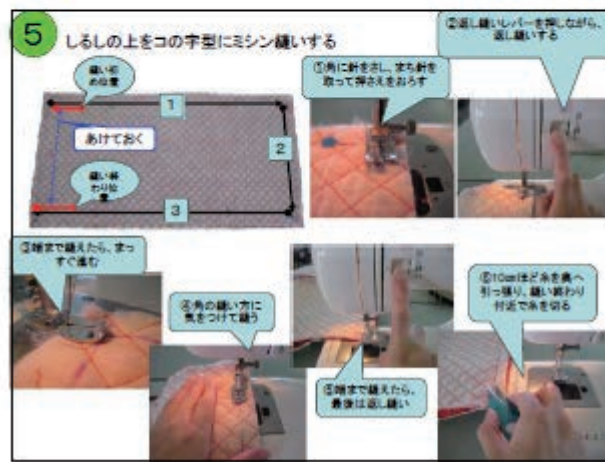 5
しるしの上をコの字型にミシン縫いする
縫い初
め位置
1
あけておく
2
縫い終
わり位
置
3
①角に針をさし、まち針を
取って押さえをおろす
②返し縫いレバーを押しながら、
返し縫いする
③端まで縫えたら、まっ
すぐ進む
④角の縫い方に
気をつけて縫う
⑤端まで縫えたら、
最後は返し縫い
⑥10cmほど糸を奥へ
引っ張り、縫い終わり
付近で糸を切る